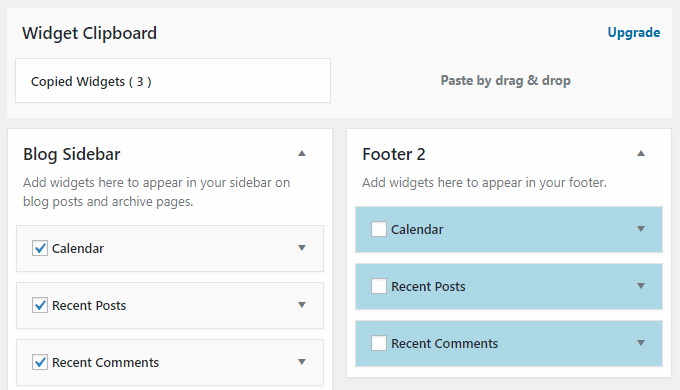 Widget Clipboard
Upgrade
Copied Widgets ( 3 )
Paste by drag & drop
Blog Sidebar
Add widgets here to appear in your sidebar on
blog posts and archive pages.
Calendar
Recent Posts
Recent Comments
Footer 2
Add widgets here to appear in your footer.
Calendar
Recent Posts
Recent Comments